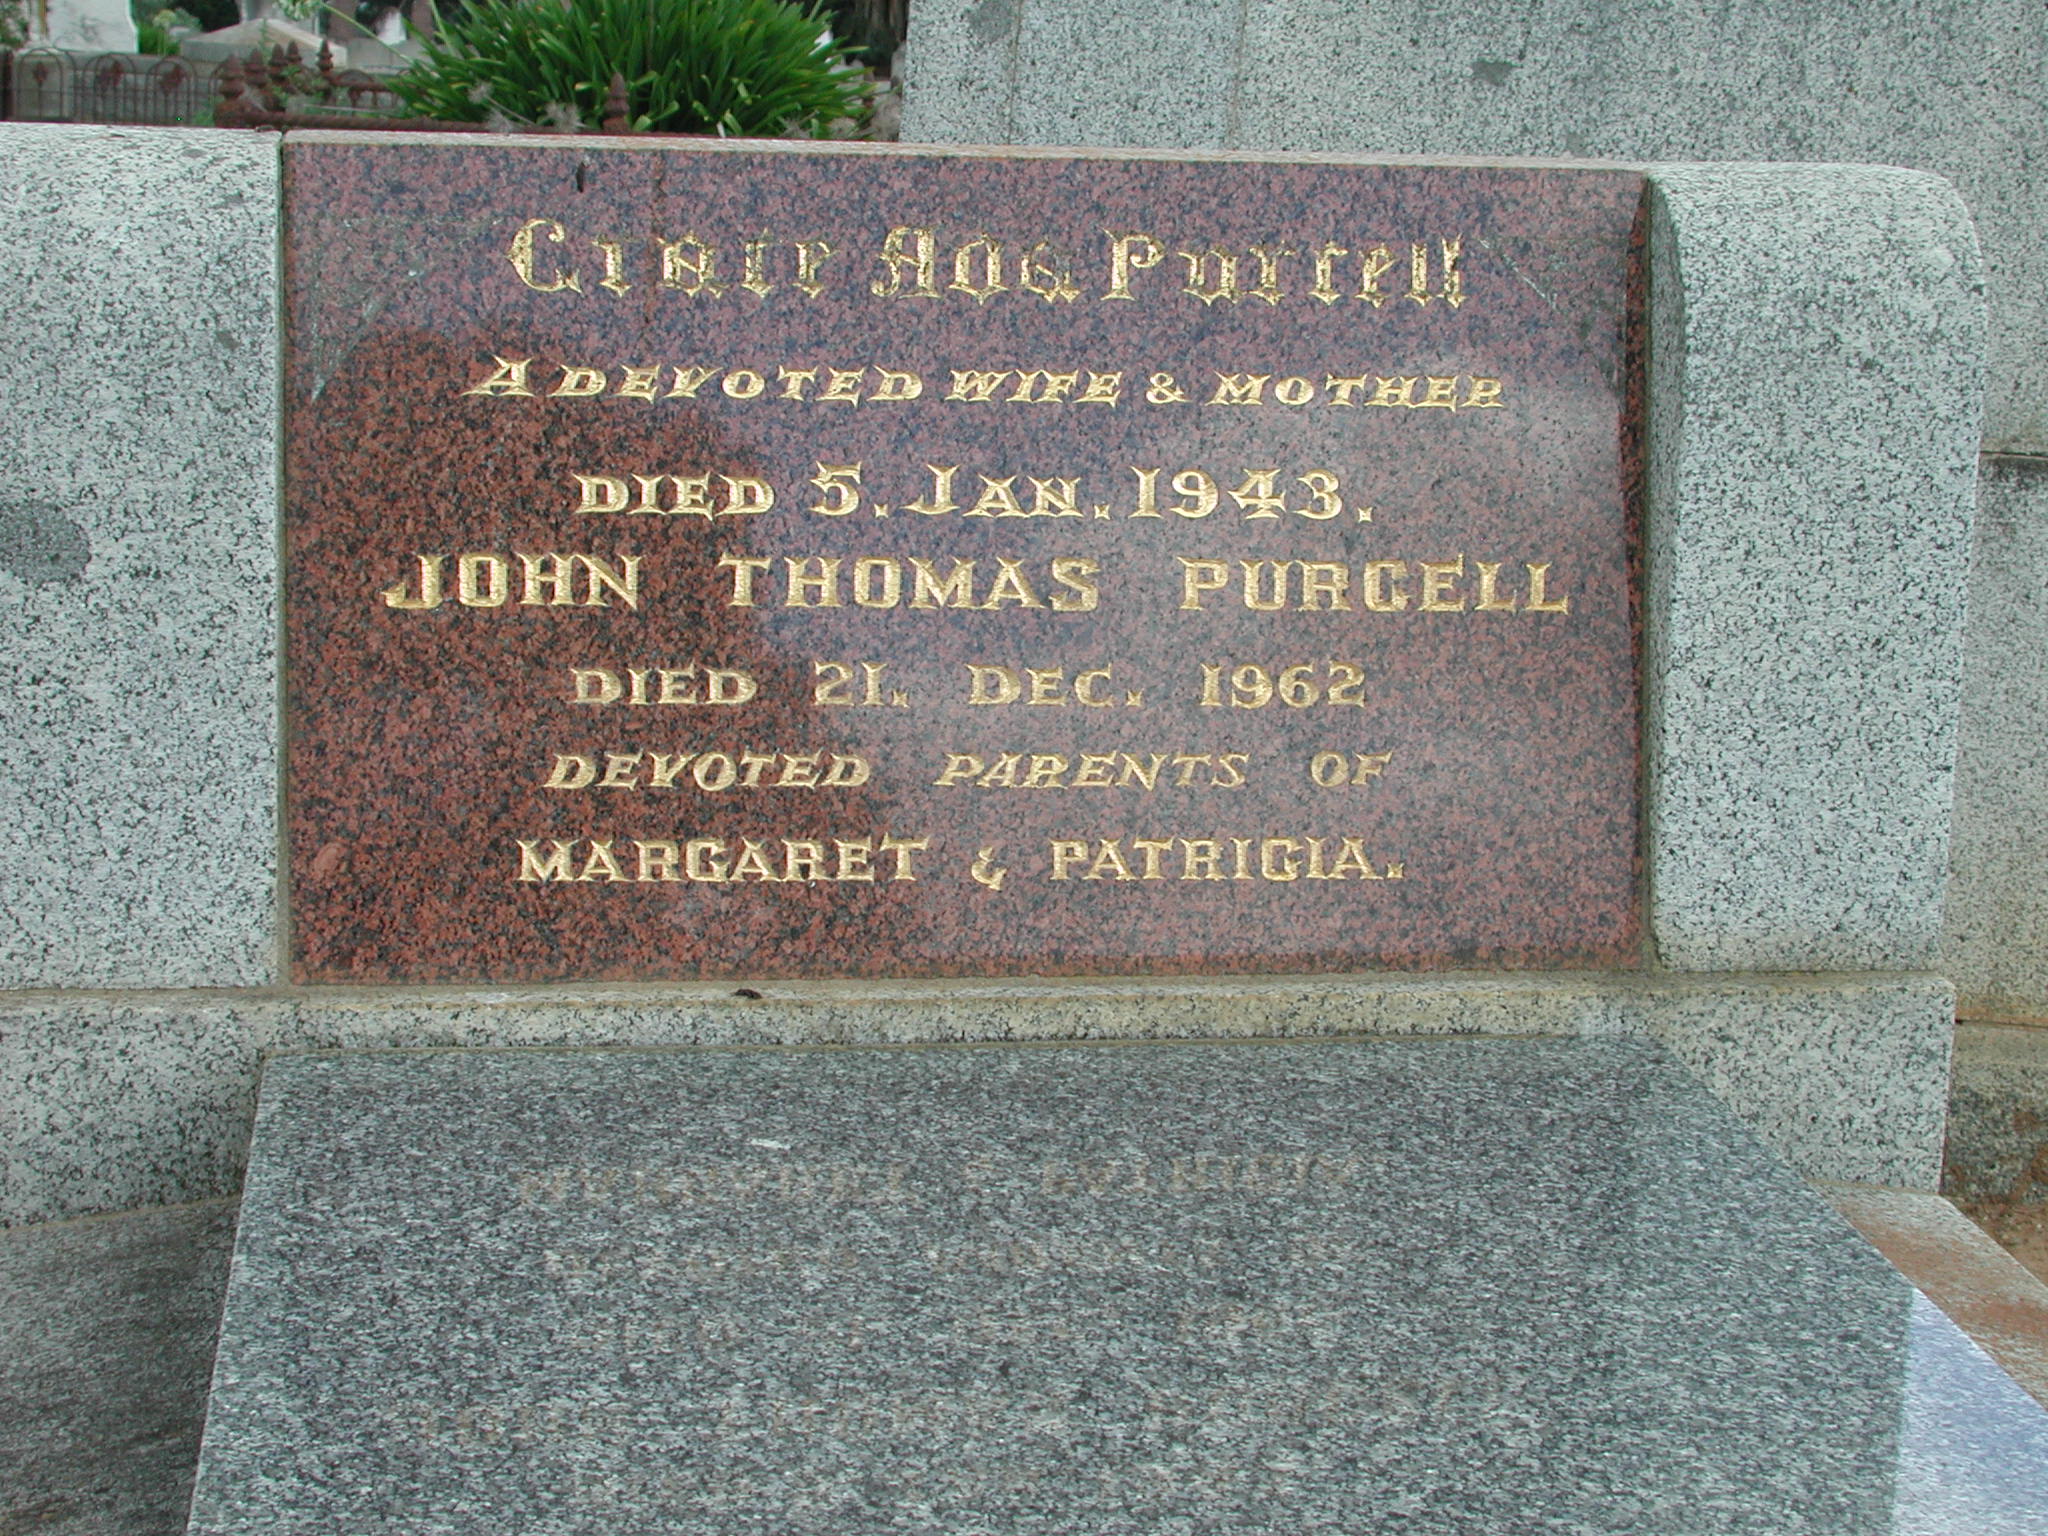 Grace Ada Purcell
A DEVOTED WIFE & MOTHER
DIED 5. JAN. 1943.
JOHN THOMAS PURCELL
DIED 21. DEC. 1962
DEVOTED PARENTS OF
MARGARET & PATRICIA.